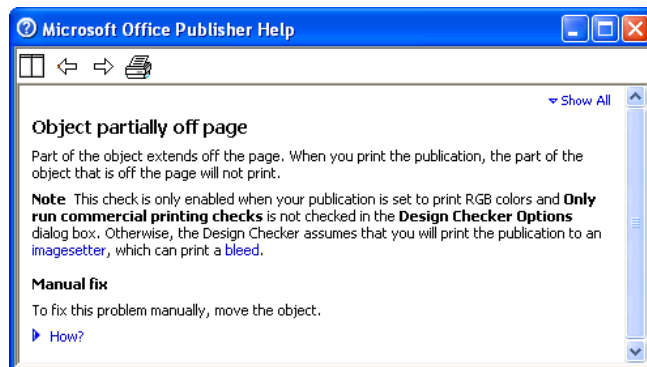 Microsoft Office Publisher Help
Show All
Object partially off page
Part of the object extends off the page. When you print the publication, the part of the
object that is off the page will not print.
Note This check is only enabled when your publication is set to print RGB colors and Only
run commercial printing checks is not checked in the Design Checker Options
dialog box. Otherwise, the Design Checker assumes that you will print the publication to an
imagesetter, which can print a bleed.
Manual fix
To fix this problem manually, move the object.
How?